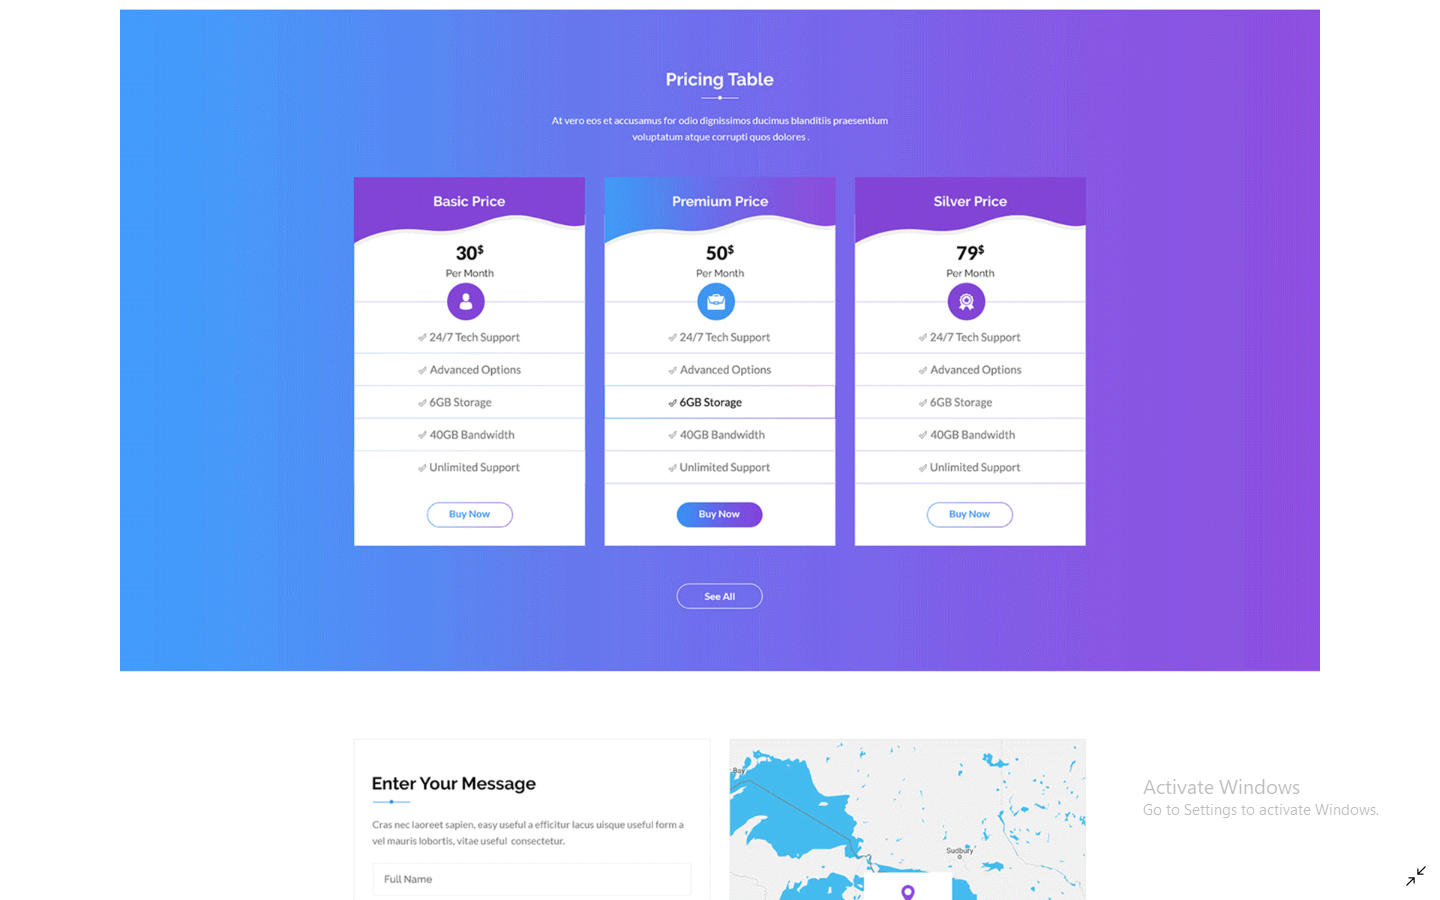 Pricing Table
At vero eos et accusamus for odio dignissimos ducimus blanditiis praesentium
voluptatum atque corrupti quos dolores .
Basic Price
30$
Per Month
24/7 Tech Support
Advanced Options
6GB Storage
40GB Bandwidth
Unlimited Support
Buy Now
Premium Price
50$
Per Month
24/7 Tech Support
Advanced Options
6GB Storage
40GB Bandwidth
Unlimited Support
Buy Now
Silver Price
79$
Per Month
24/7 Tech Support
Advanced Options
6GB Storage
40GB Bandwidth
Unlimited Support
Buy Now
See All
Enter Your Message
Cras nec laoreet sapien, easy useful a efficitur lacus uisque useful form a
vel mauris lobortis, vitae useful consectetur.
Full Name
Bay
Sudbury
Activate Windows
Go to Settings to activate Windows.